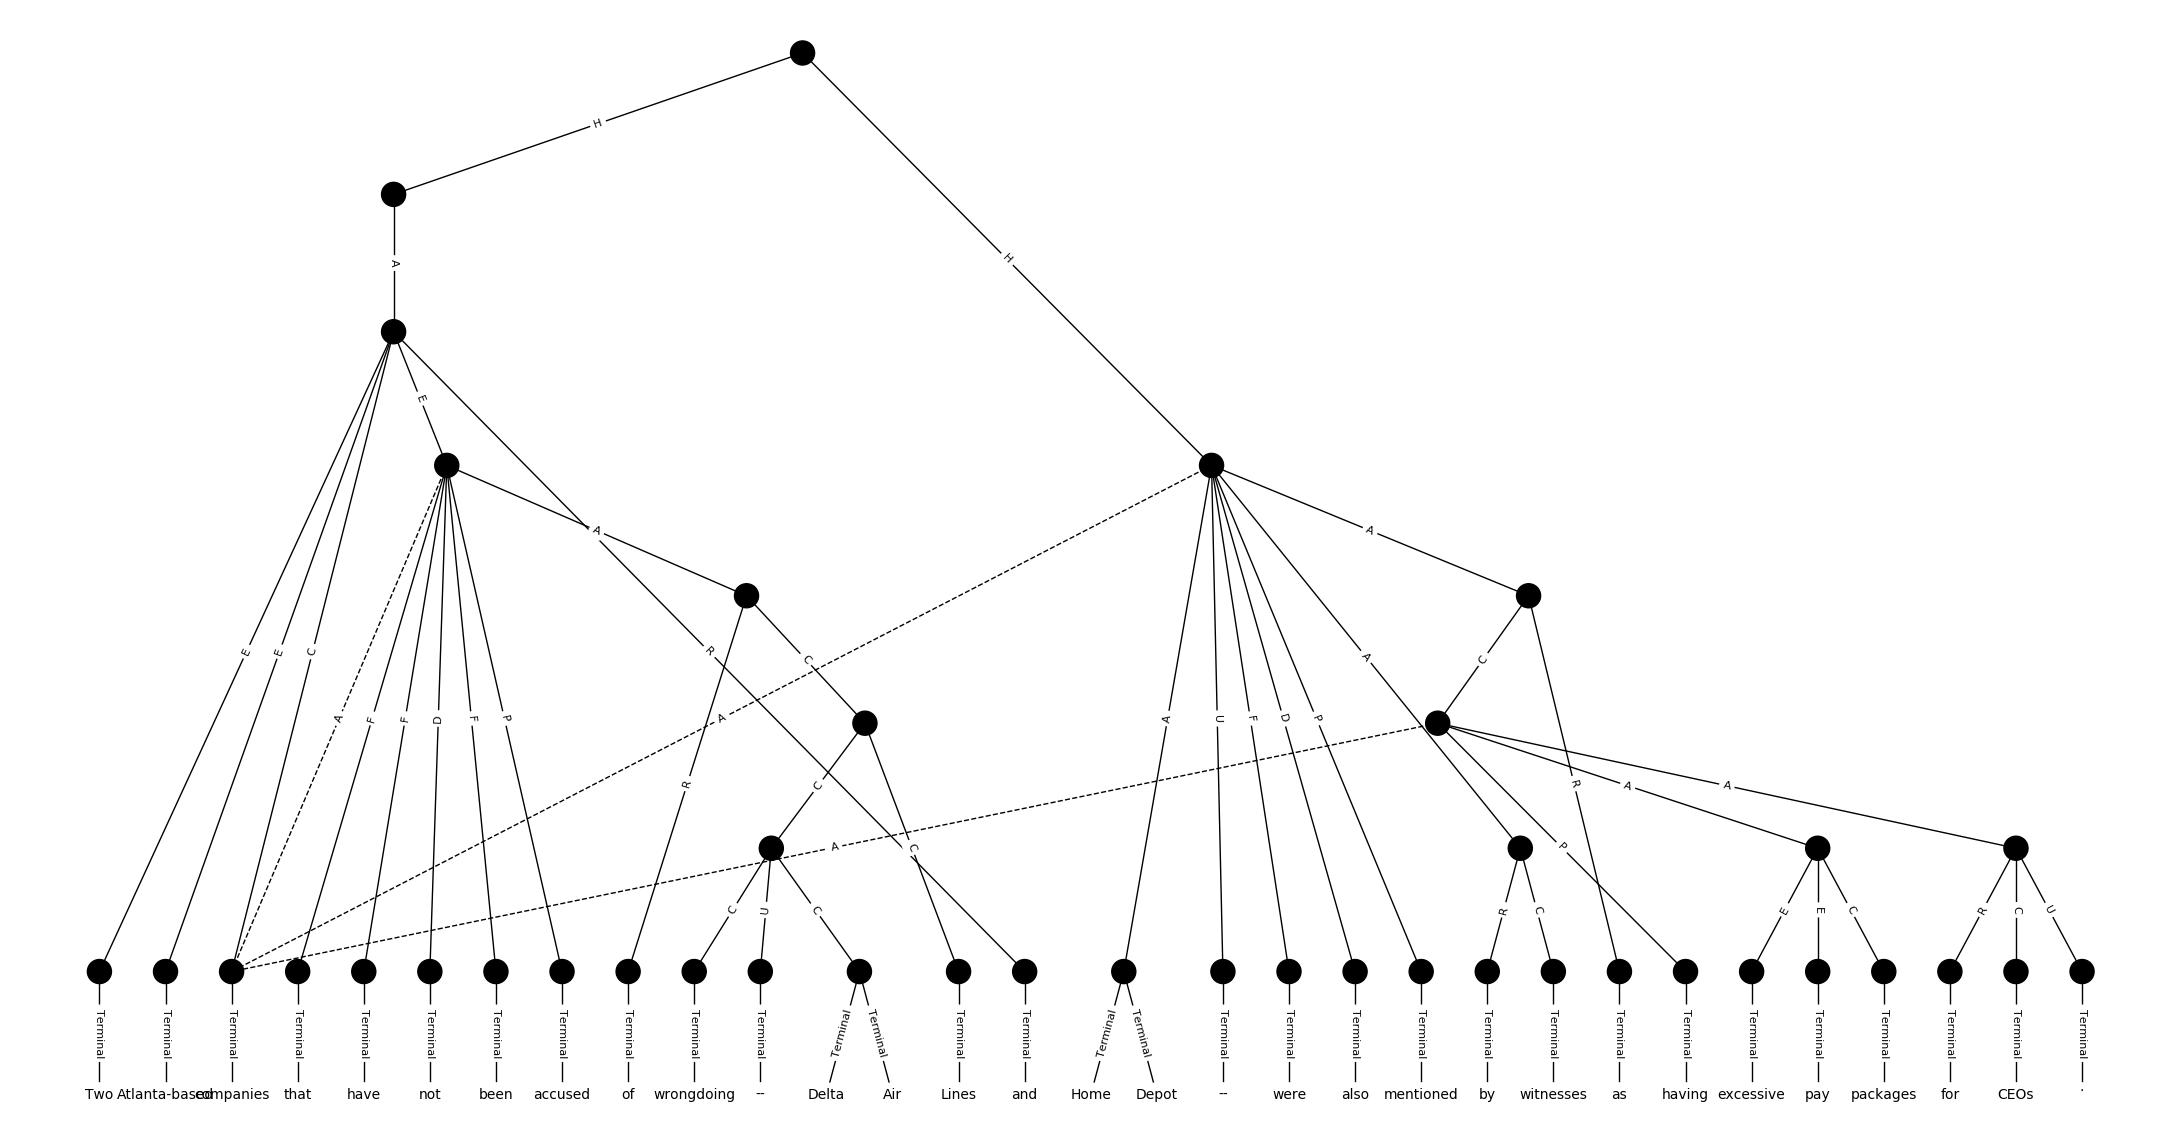 H
H
A
E
A
A
E
E
C
R
C
A
C
A
F
F
D
F
P
A
A
U
F
D
P
R
C
R
A
A
A
C
P
C
U
C
R
C
E
E
C
R
C
U
Terminal Terminal Terminal Terminal Terminal Terminal Terminal Terminal Terminal Terminal Terminal Terminal Terminal Terminal Terminal Terminal Terminal Terminal Terminal Terminal Terminal Terminal Terminal Terminal Terminal Terminal Terminal Terminal Terminal Terminal Terminal
Two Atlanta-based companies that have not been accused of wrongdoing -- Delta Air Lines and Home Depot -- were also mentioned by witnesses as having excessive pay packages for CEOs .